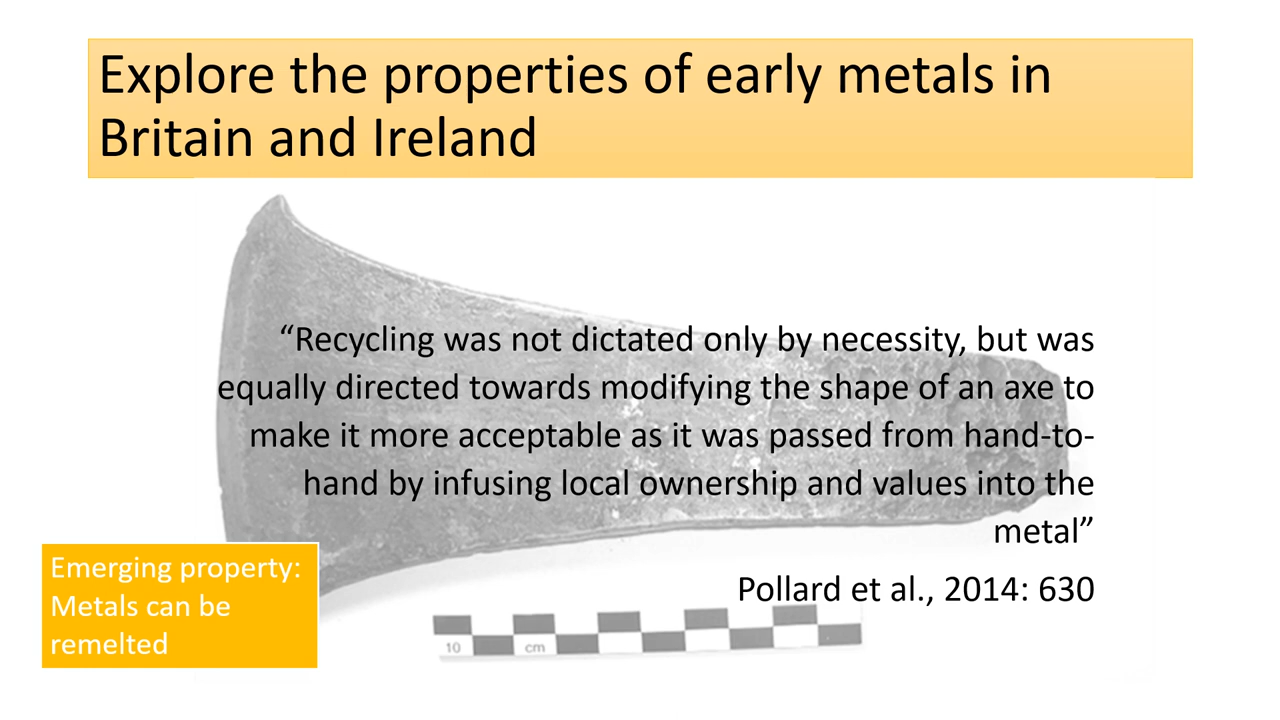 Explore the properties of early metals in
Britain and Ireland
“Recycling was not dictated only by necessity, but was
equally directed towards modifying the shape of an axe to
make it more acceptable as it was passed from hand-to-
hand by infusing local ownership and values into the
metal”
Pollard et al., 2014: 630
Emerging property:
Metals can be
remelted
10 cm